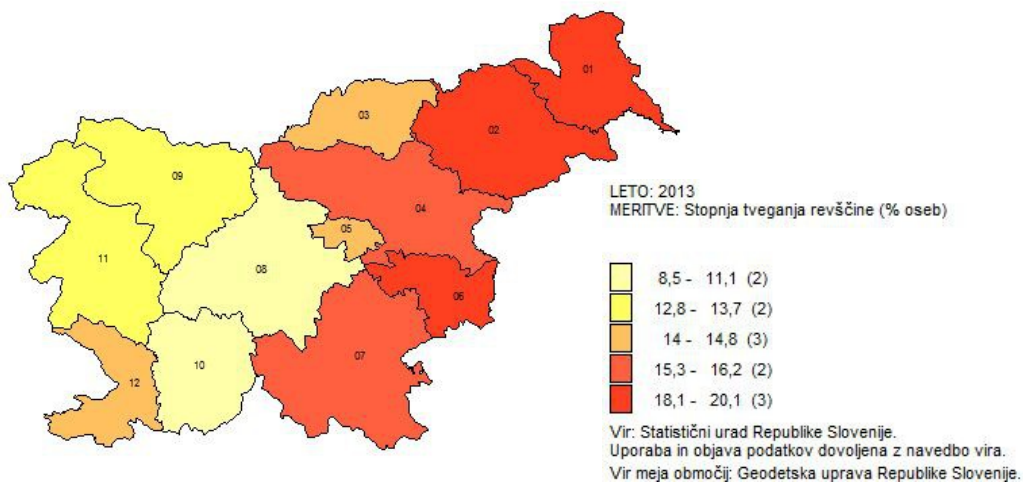 01
03
02
09
04
05
11
08
06
07
10
12
LETO: 2013
MERITVE: Stopnja tveganja revščine (% oseb)
8,5 - 11,1 (2)
12,8 - 13,7 (2)
14 - 14,8 (3)
15,3 - 16,2 (2)
18,1 - 20,1 (3)
Vir: Statistični urad Republike Slovenije.
Uporaba in objava podatkov dovoljena z navedbo vira.
Vir meja območij: Geodetska uprava Republike Slovenije.